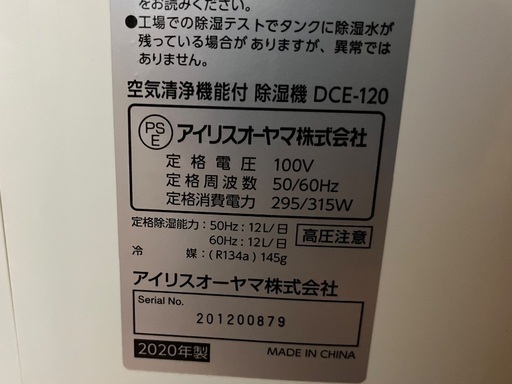 をお読みください。
●工場での除湿テストでタンクに除湿水が
残っている場合がありますが、異常では
ありません。
空気清浄機能付 除湿機 DCE-120
PS
E
アイリスオーヤマ株式会社
定格電圧 100V
定格周波数 50/60Hz
定格消費電力 295/315W
定格除湿能力:50Hz:12L/日
60Hz:12L/日
高圧注意
冷 媒:(R134a)145g
アイリスオーヤマ株式会社
Serial No.
201200879
2020年製
MADE IN CHINA